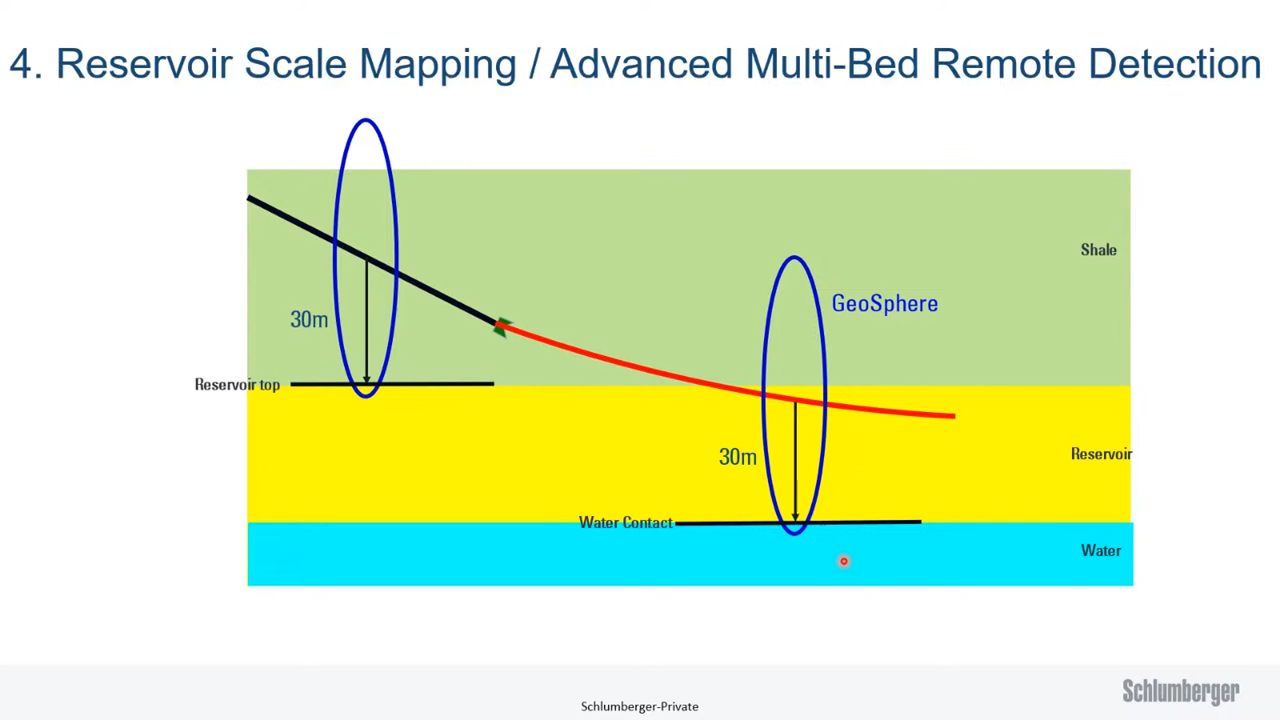 4. Reservoir Scale Mapping / Advanced Multi-Bed Remote Detection
Shale
GeoSphere
30m
Reservoir top
Reservoir
30m
Water Contact
Water
Schlumberger
Schlumberger-Private